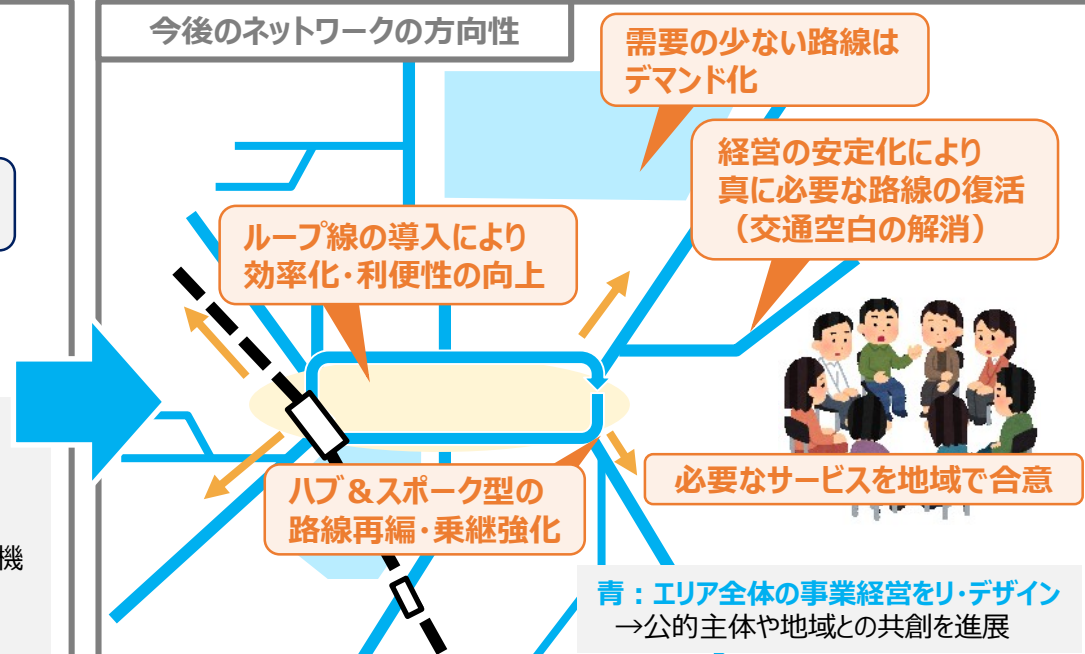 今後のネットワークの方向性
需要の少ない路線は
デマンド化
経営の安定化により
真に必要な路線の復活
(交通空白の解消)
ループ線の導入により
効率化・利便性の向上
ハブ&スポーク型の
路線再編・乗継強化
必要なサービスを地域で合意
機
青:エリア全体の事業経営をリ・デザイン
→公的主体や地域との共創を進展